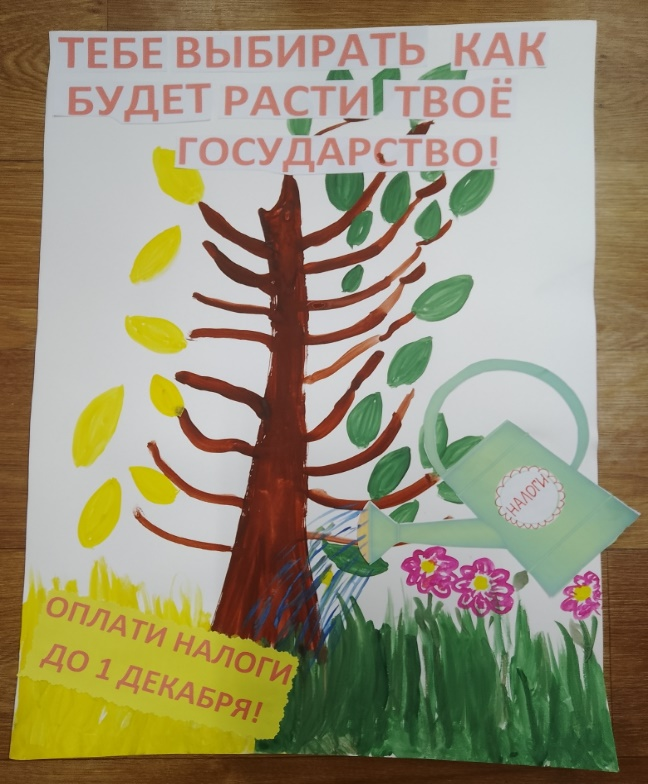 ТЕБЕ ВЫБИРАТЬ КАК
БУДЕТ РАСТИ ТВОЁ
ГОСУДАРСТВО!
НАЛОГИ
ОПЛАТИ НАЛОГИ
ДО 1 ДЕКАБРЯ!